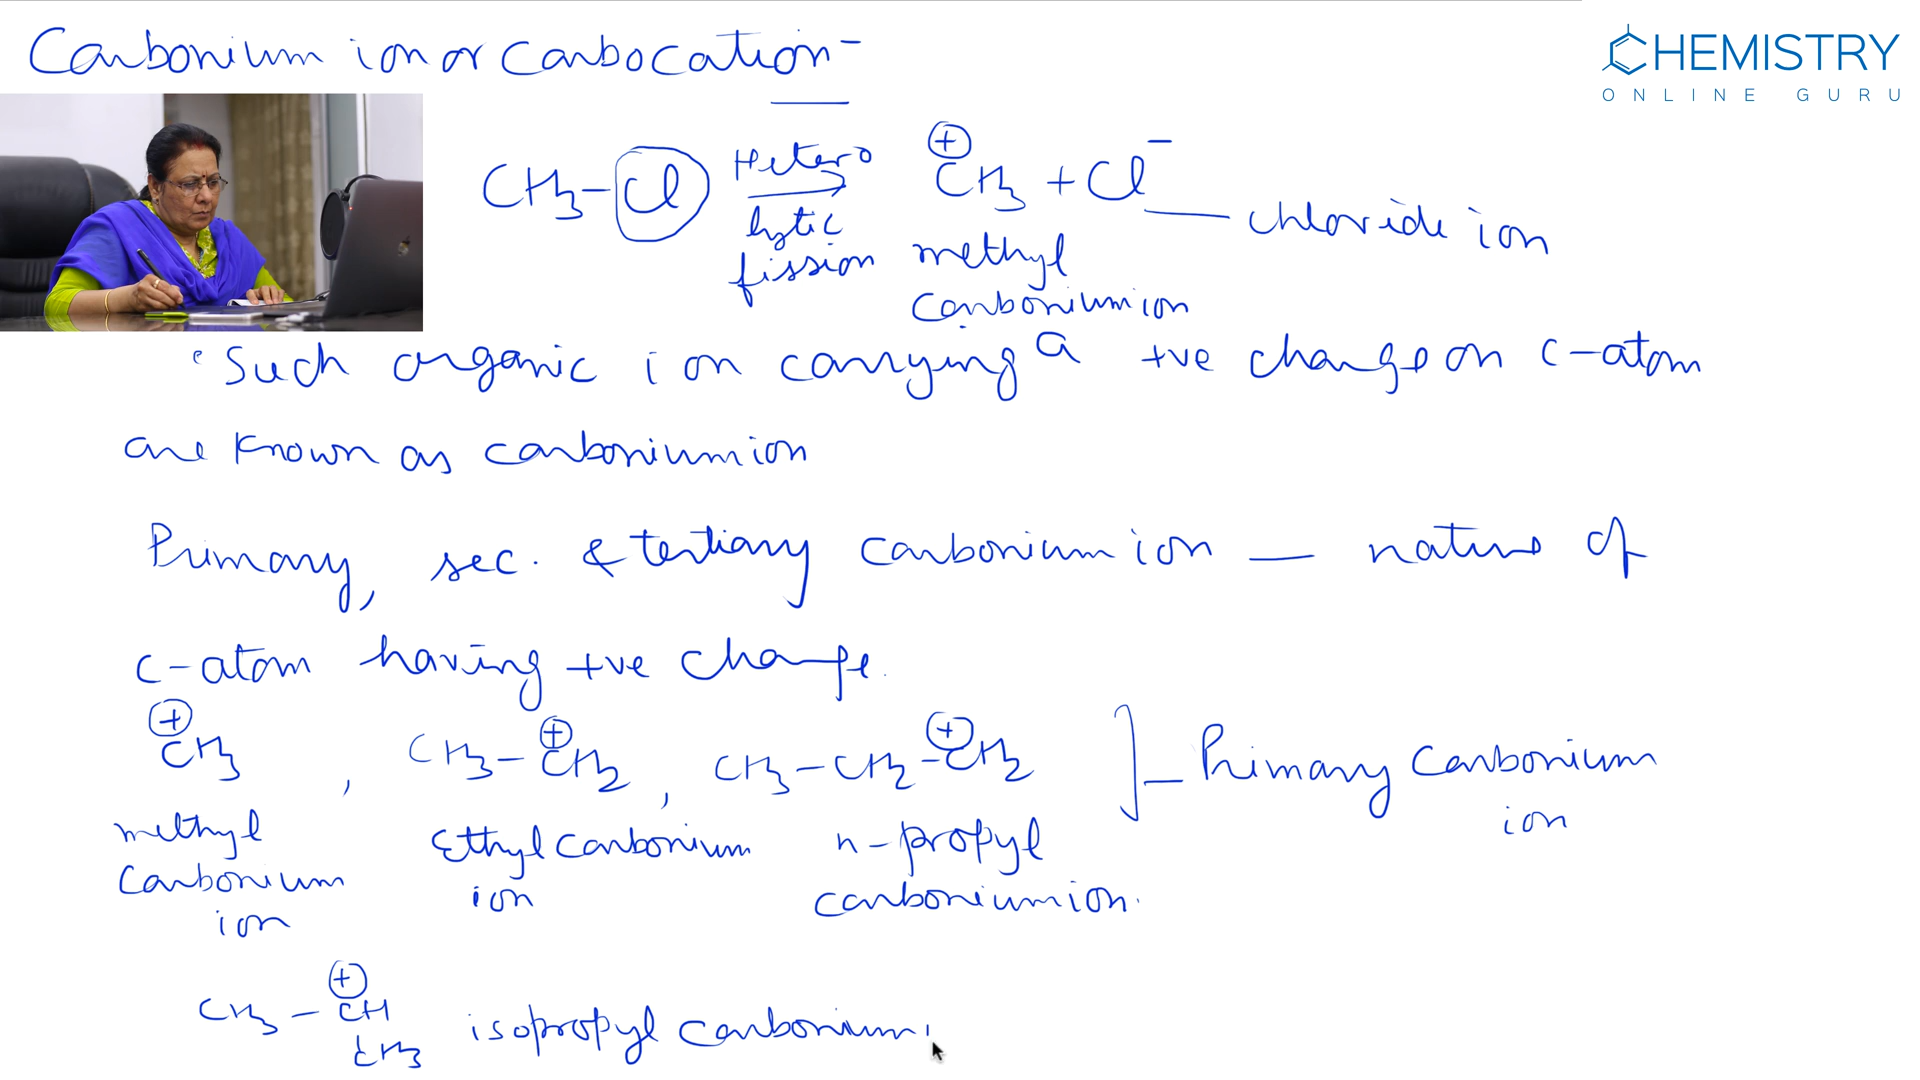 Carbonium ion or carbocation-
CHEMISTRY
ONLINE GURU
CH3-Cl Hetero ⊕CH3 + Cl⁻
lytic
fission
chloride ion
methyl
carbonium ion
Such organic ion carrying a +ve charge on C-atom
are known as carbonium ion
Primary, sec. & tertiary carbonium ion — nature of
C-atom having +ve charge.
⊕CH3 , CH3-⊕CH2 , CH3-CH2-⊕CH2 ]- Primary carbonium
ion
methyl
carbonium
ion
Ethyl carbonium
ion
n-propyl
carbonium ion.
CH3-⊕CH
CH3
isopropyl carbonium i